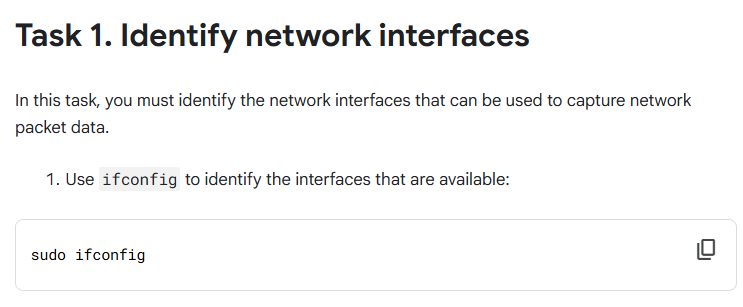 Task 1. Identify network interfaces
In this task, you must identify the network interfaces that can be used to capture network
packet data.
1. Use ifconfig to identify the interfaces that are available:
sudo ifconfig